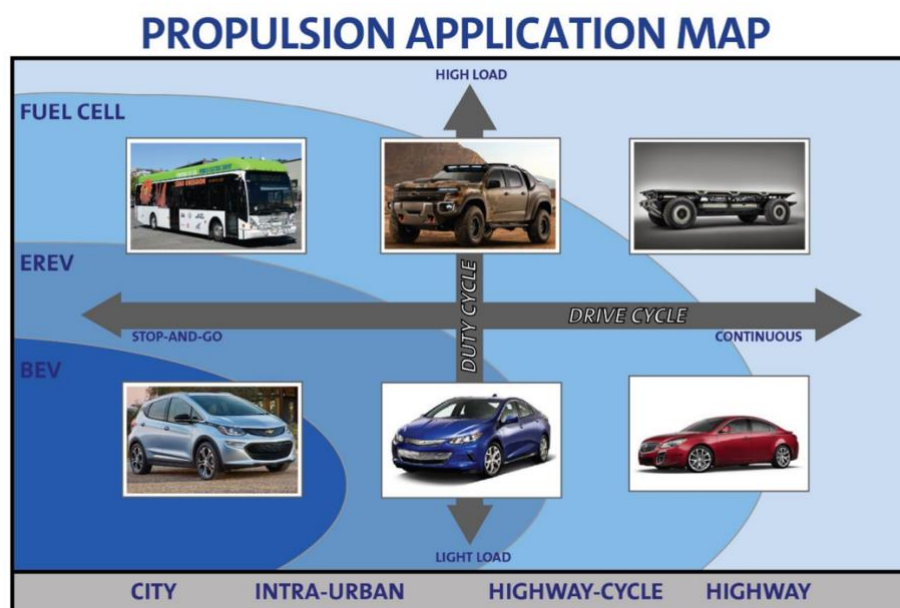 PROPULSION APPLICATION MAP
HIGH LOAD
FUEL CELL
EREV
DUTY CYCLE
DRIVE CYCLE
STOP-AND-GO
CONTINUOUS
BEV
LIGHT LOAD
CITY INTRA-URBAN HIGHWAY-CYCLE HIGHWAY